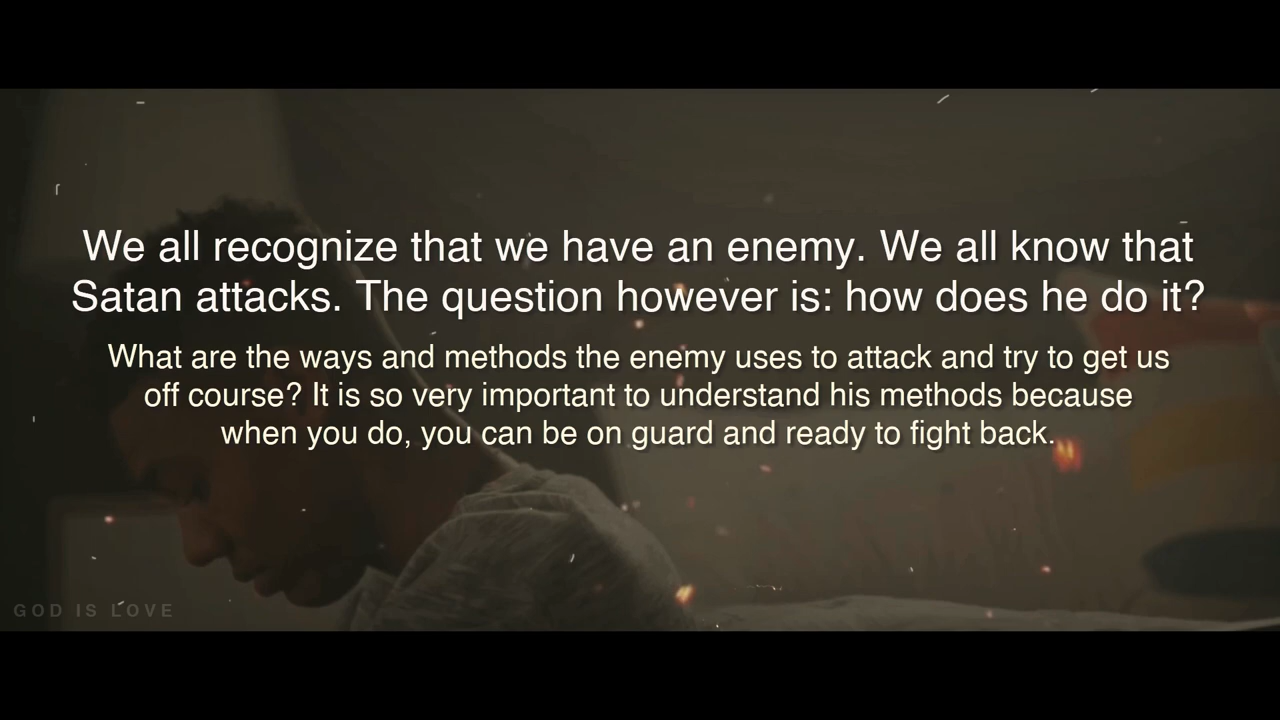 We all recognize that we have an enemy. We all know that
Satan attacks. The question however is: how does he do it?
What are the ways and methods the enemy uses to attack and try to get us
off course? It is so very important to understand his methods because
when you do, you can be on guard and ready to fight back.
GOD IS LOVE